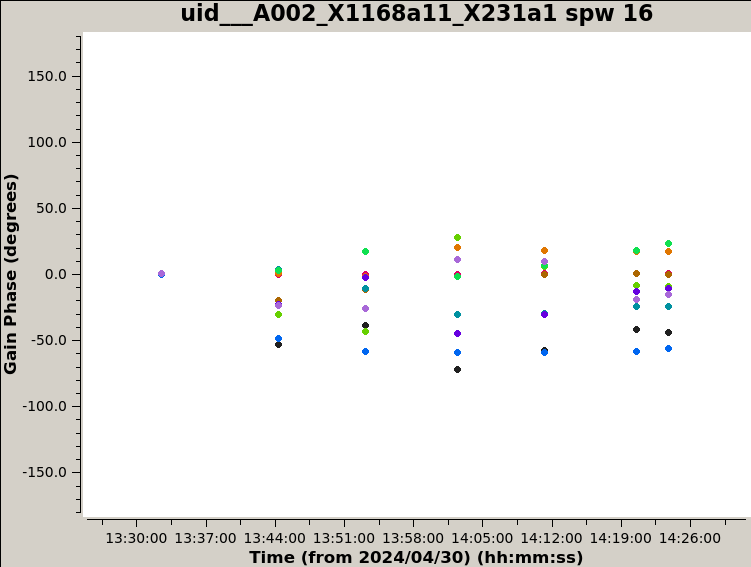 uid___A002_X1168a11_X231a1 spw 16
150.0
100.0
50.0
0.0
-50.0
-100.0
-150.0
Gain Phase (degrees)
13:30:00 13:37:00 13:44:00 13:51:00 13:58:00 14:05:00 14:12:00 14:19:00 14:26:00
Time (from 2024/04/30) (hh:mm:ss)